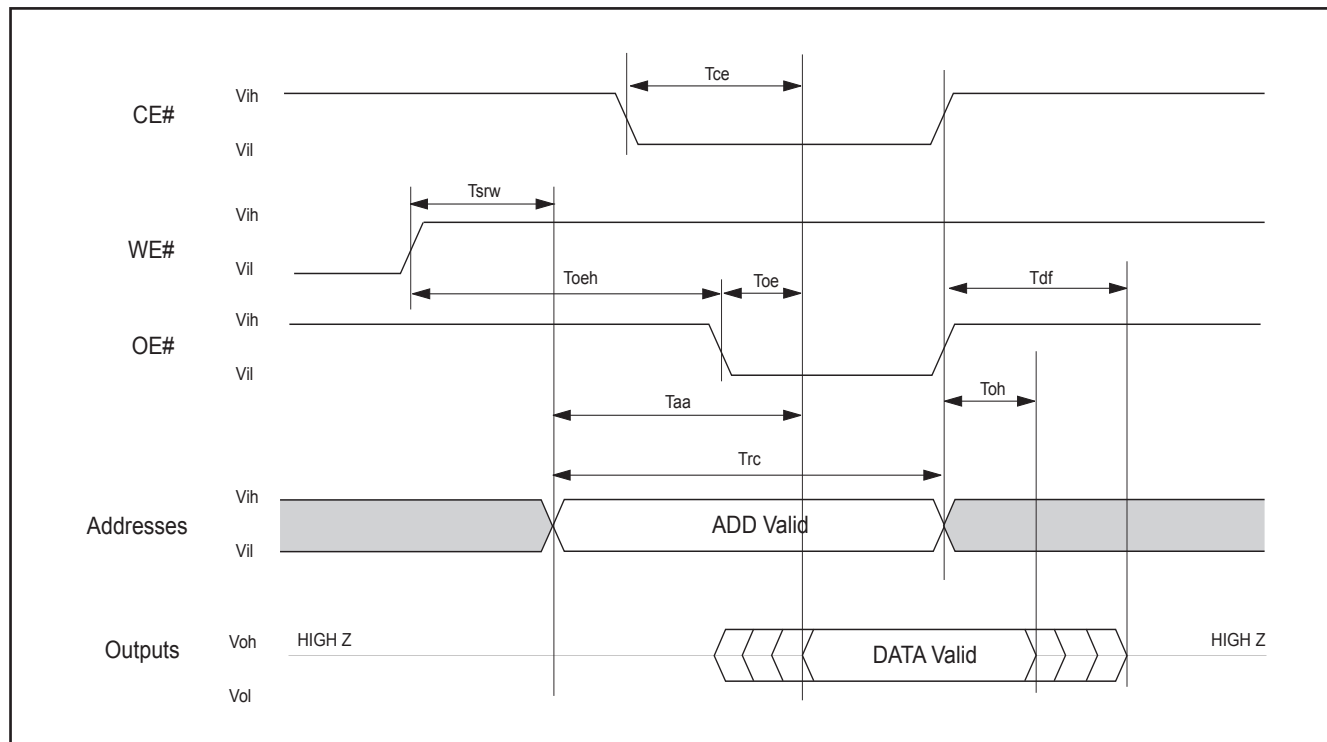 Tce
Vih
CE#
Vil
Tsrw
Vih
WE#
Vil
Toeh
Toe
Tdf
Vih
OE#
Vil
Taa
Toh
Trc
Vih
Addresses
ADD Valid
Vil
Outputs
Voh
HIGH Z
DATA Valid
HIGH Z
Vol